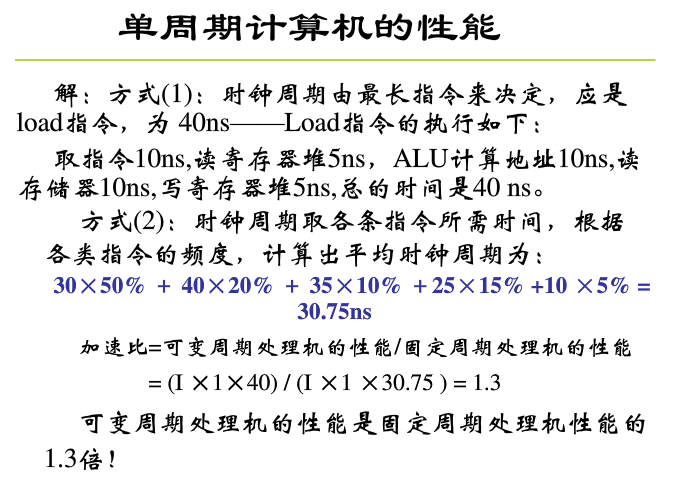 单周期计算机的性能
解：方式(1)：时钟周期由最长指令来决定，应是
load指令，为 40ns——Load指令的执行如下：
取指令10ns,读寄存器堆5ns，ALU计算地址10ns,读
存储器10ns,写寄存器堆5ns,总的时间是40 ns。
方式(2)：时钟周期取各条指令所需时间，根据
各类指令的频度，计算出平均时钟周期为：
30×50% + 40×20% + 35×10% +25×15% +10 ×5% =
30.75ns
加速比=可变周期处理机的性能/固定周期处理机的性能
= (I ×1×40) / (I ×1 ×30.75 ) = 1.3
可变周期处理机的性能是固定周期处理机性能的
1.3倍！